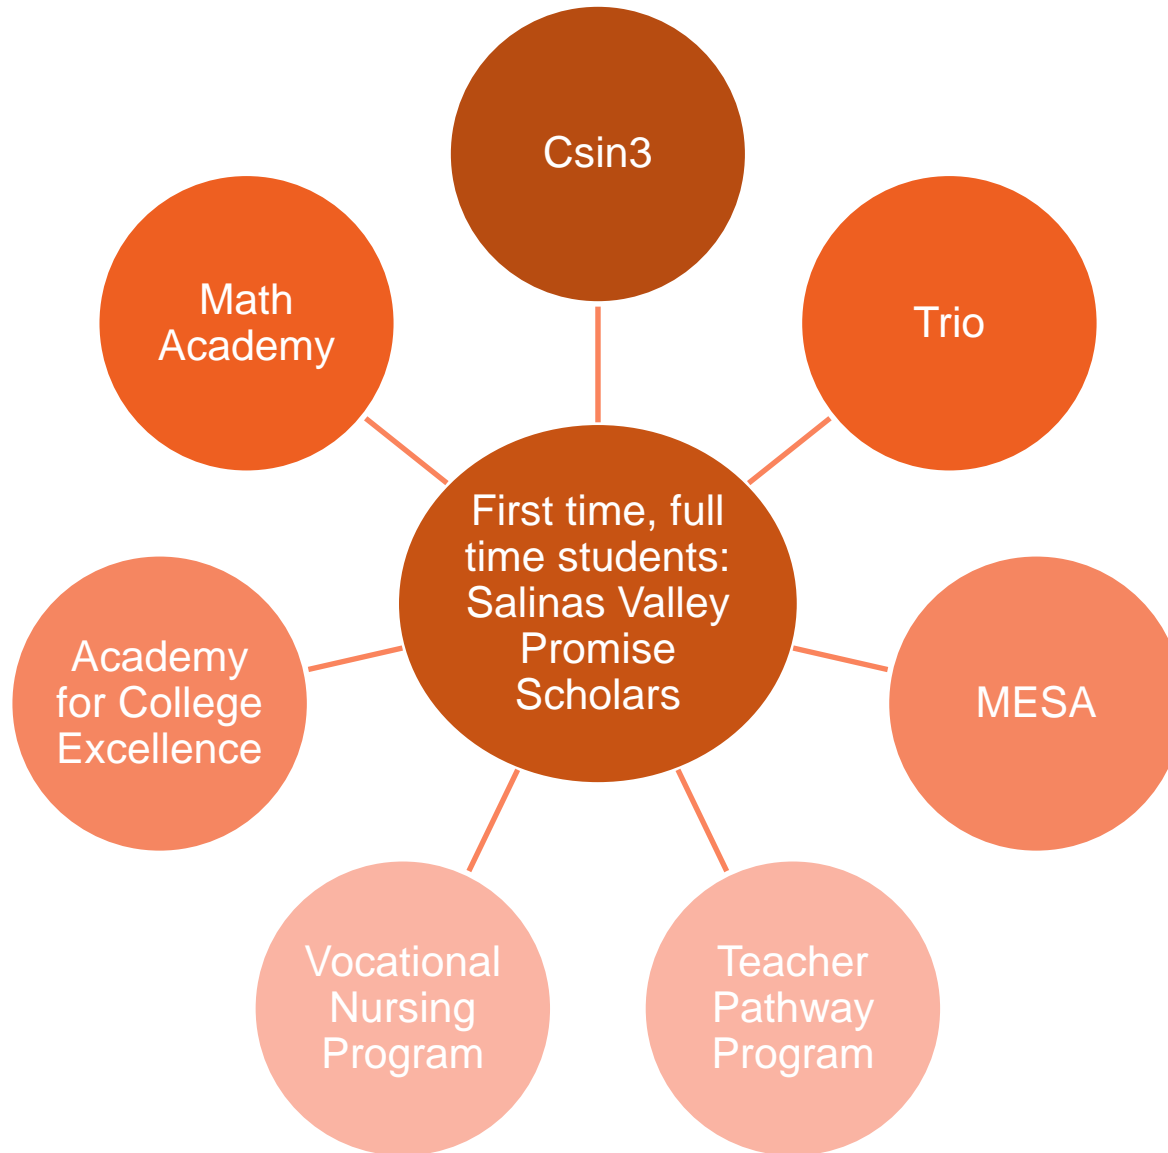 Csin3
Math
Academy
Trio
First time, full
time students:
Salinas Valley
Promise
Scholars
Academy
for College
Excellence
MESA
Vocational
Nursing
Program
Teacher
Pathway
Program